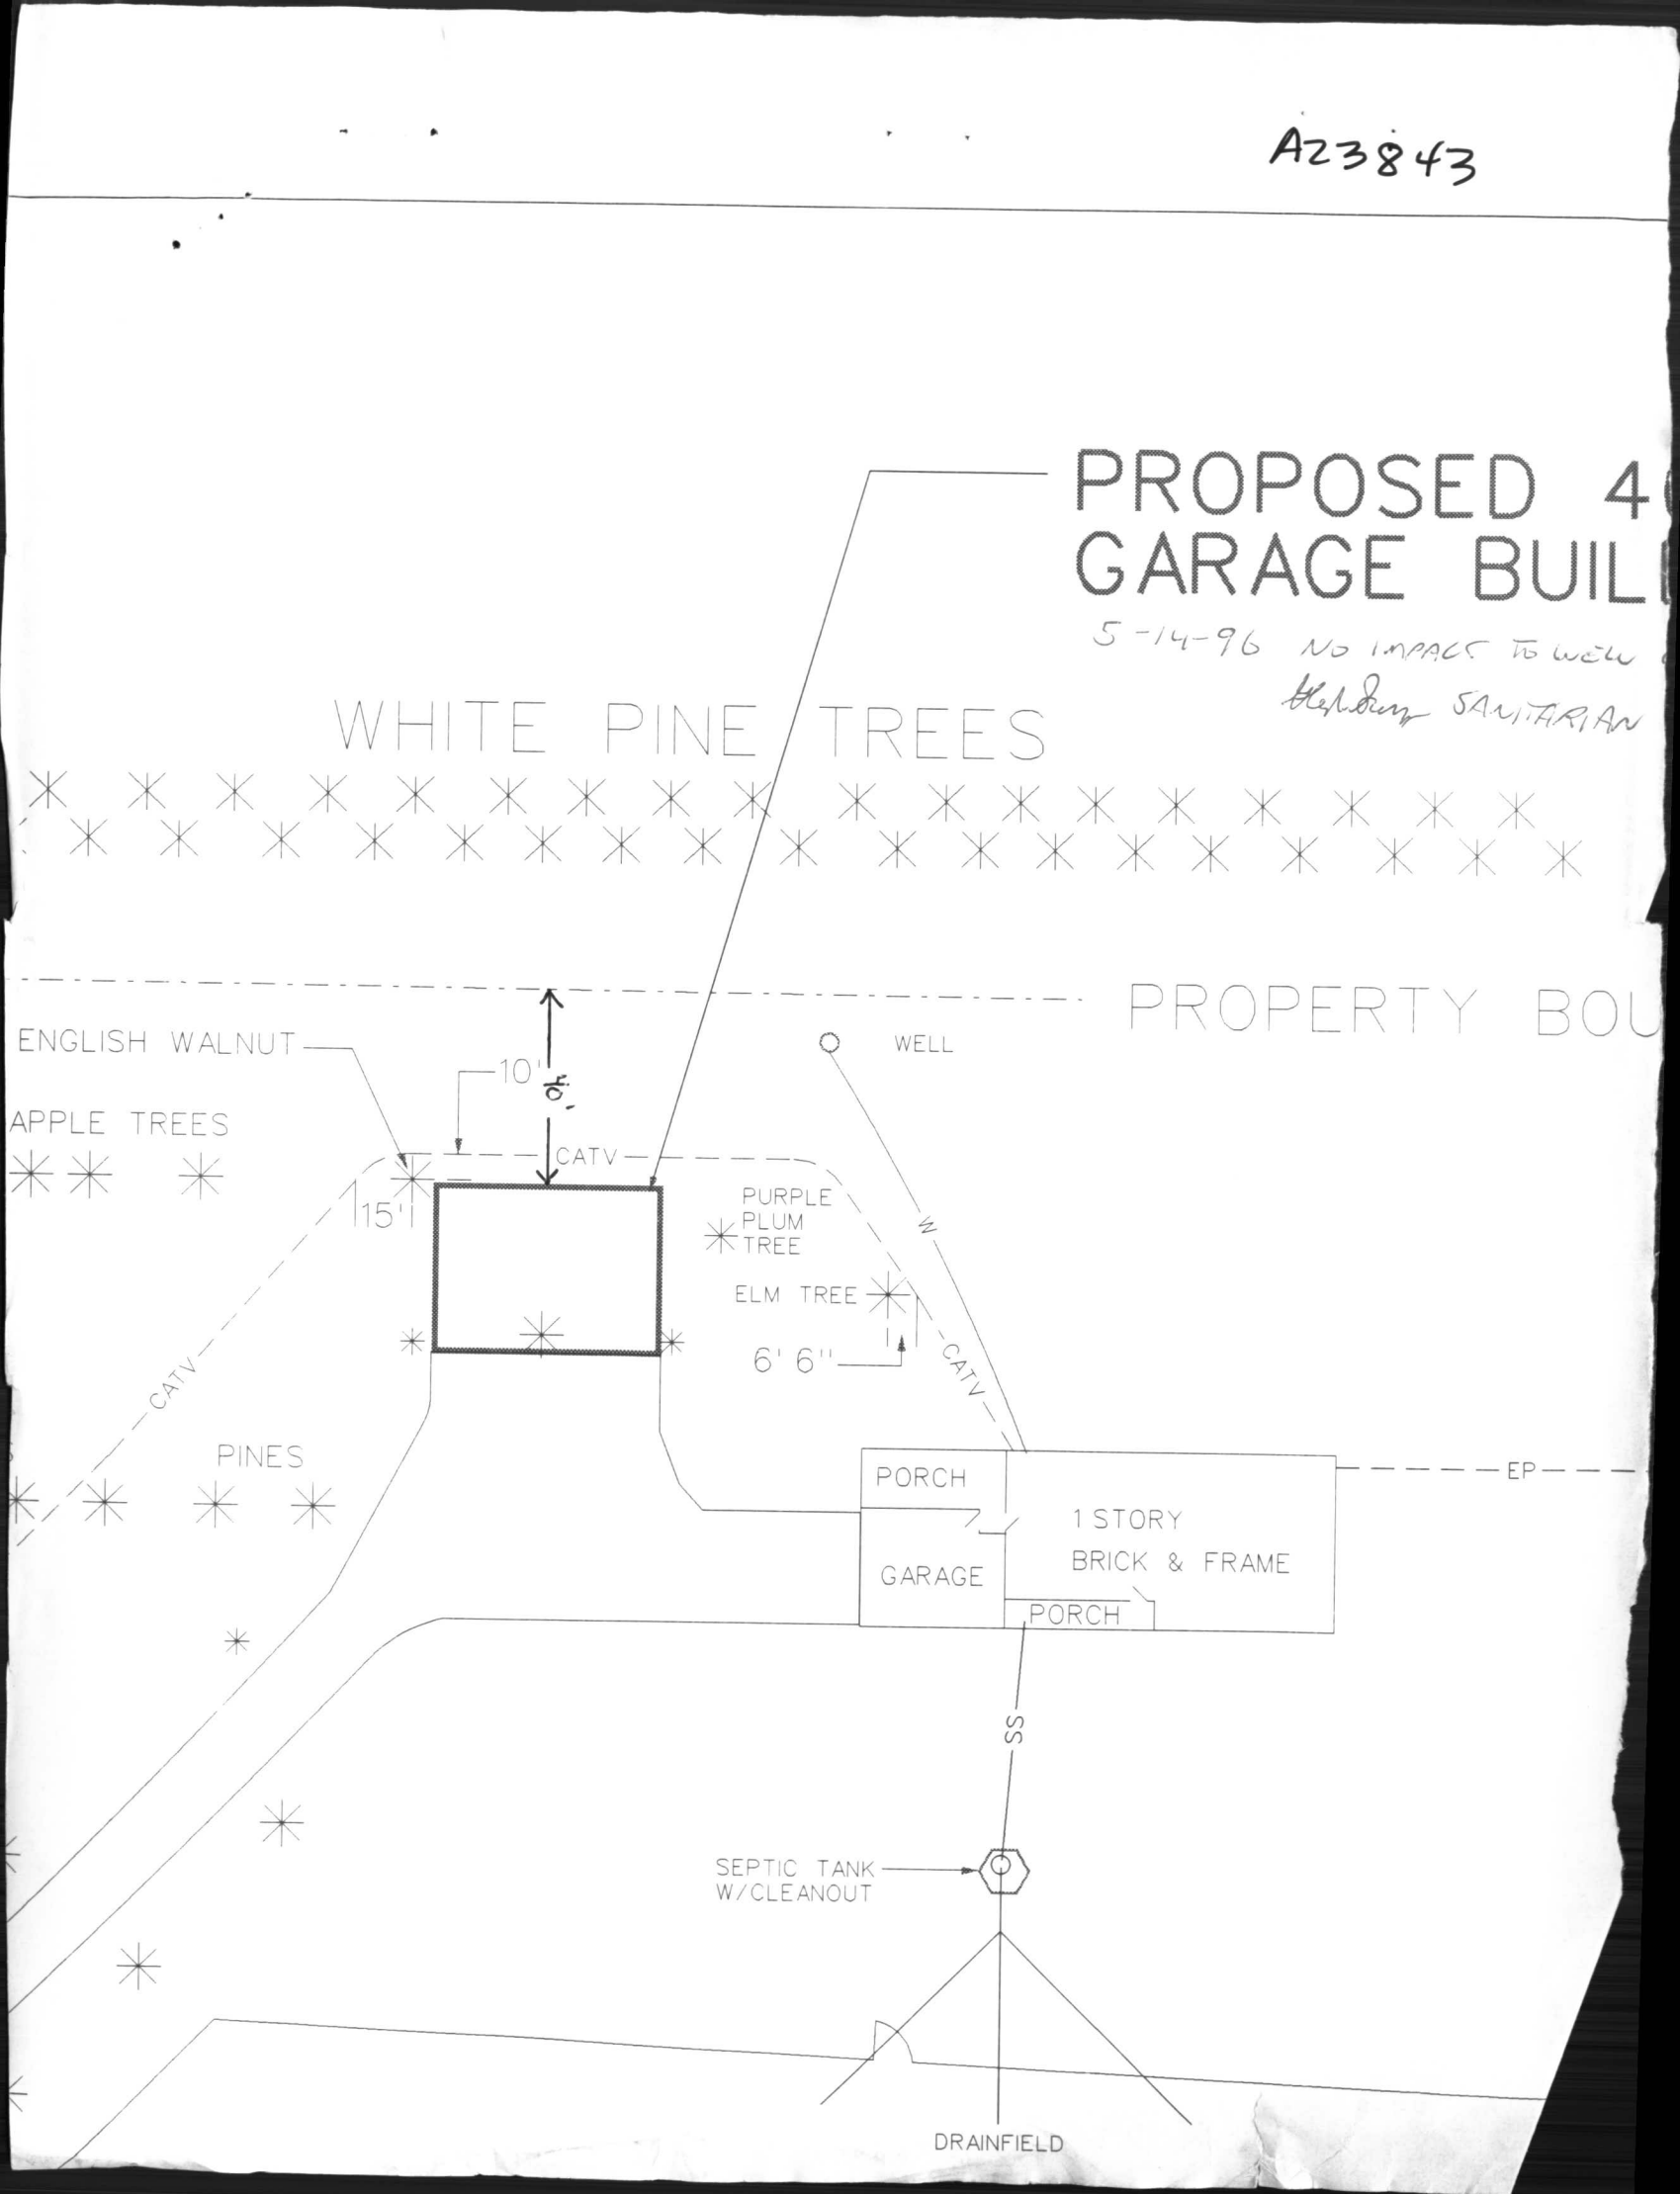 A23843
PROPOSED 4
GARAGE BUIL
5-14-96 NO IMPACT TO WELL
SANITARIAN
WHITE PINE TREES
PROPERTY BOU
ENGLISH WALNUT
WELL
10'
APPLE TREES
CATV
15'
PURPLE
PLUM
TREE
W
ELM TREE
6' 6"
CATV
CATV
PINES
PORCH
EP
1 STORY
BRICK & FRAME
GARAGE
PORCH
SS
SEPTIC TANK
W/CLEANOUT
DRAINFIELD